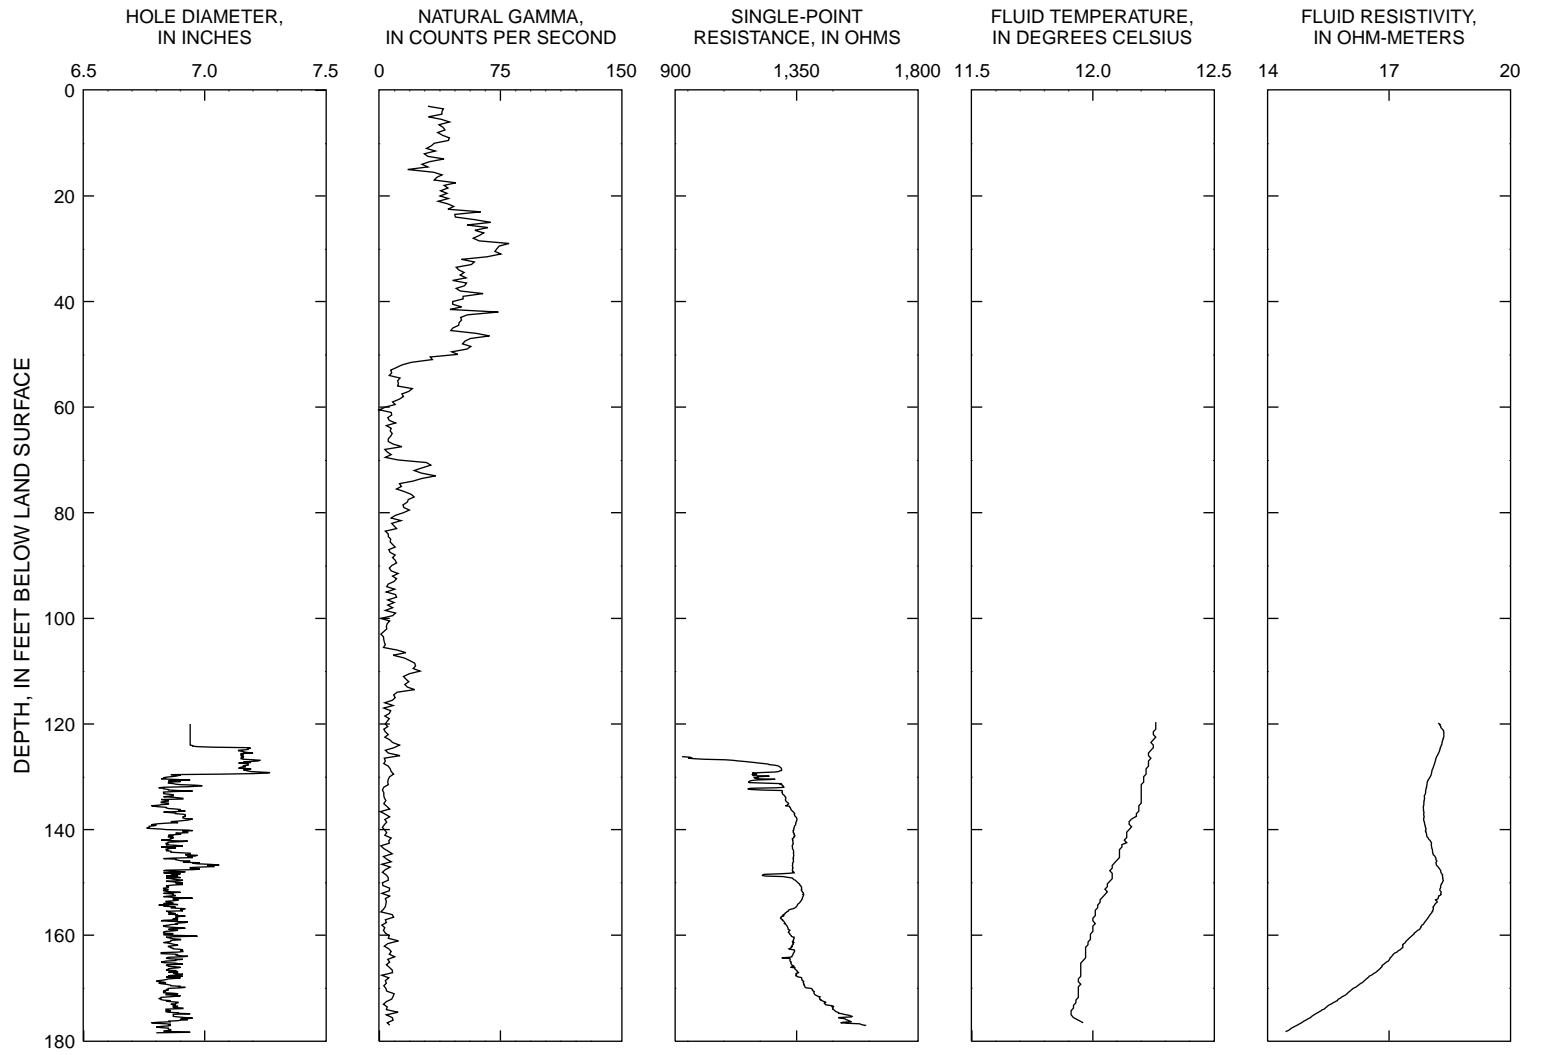 HOLE DIAMETER,
IN INCHES
NATURAL GAMMA,
IN COUNTS PER SECOND
SINGLE-POINT
RESISTANCE, IN OHMS
FLUID TEMPERATURE,
IN DEGREES CELSIUS
FLUID RESISTIVITY,
IN OHM-METERS
6.5 7.0 7.5
0 75 150
900 1,350 1,800
11.5 12.0 12.5
14 17 20
DEPTH, IN FEET BELOW LAND SURFACE
0
20
40
60
80
100
120
140
160
180